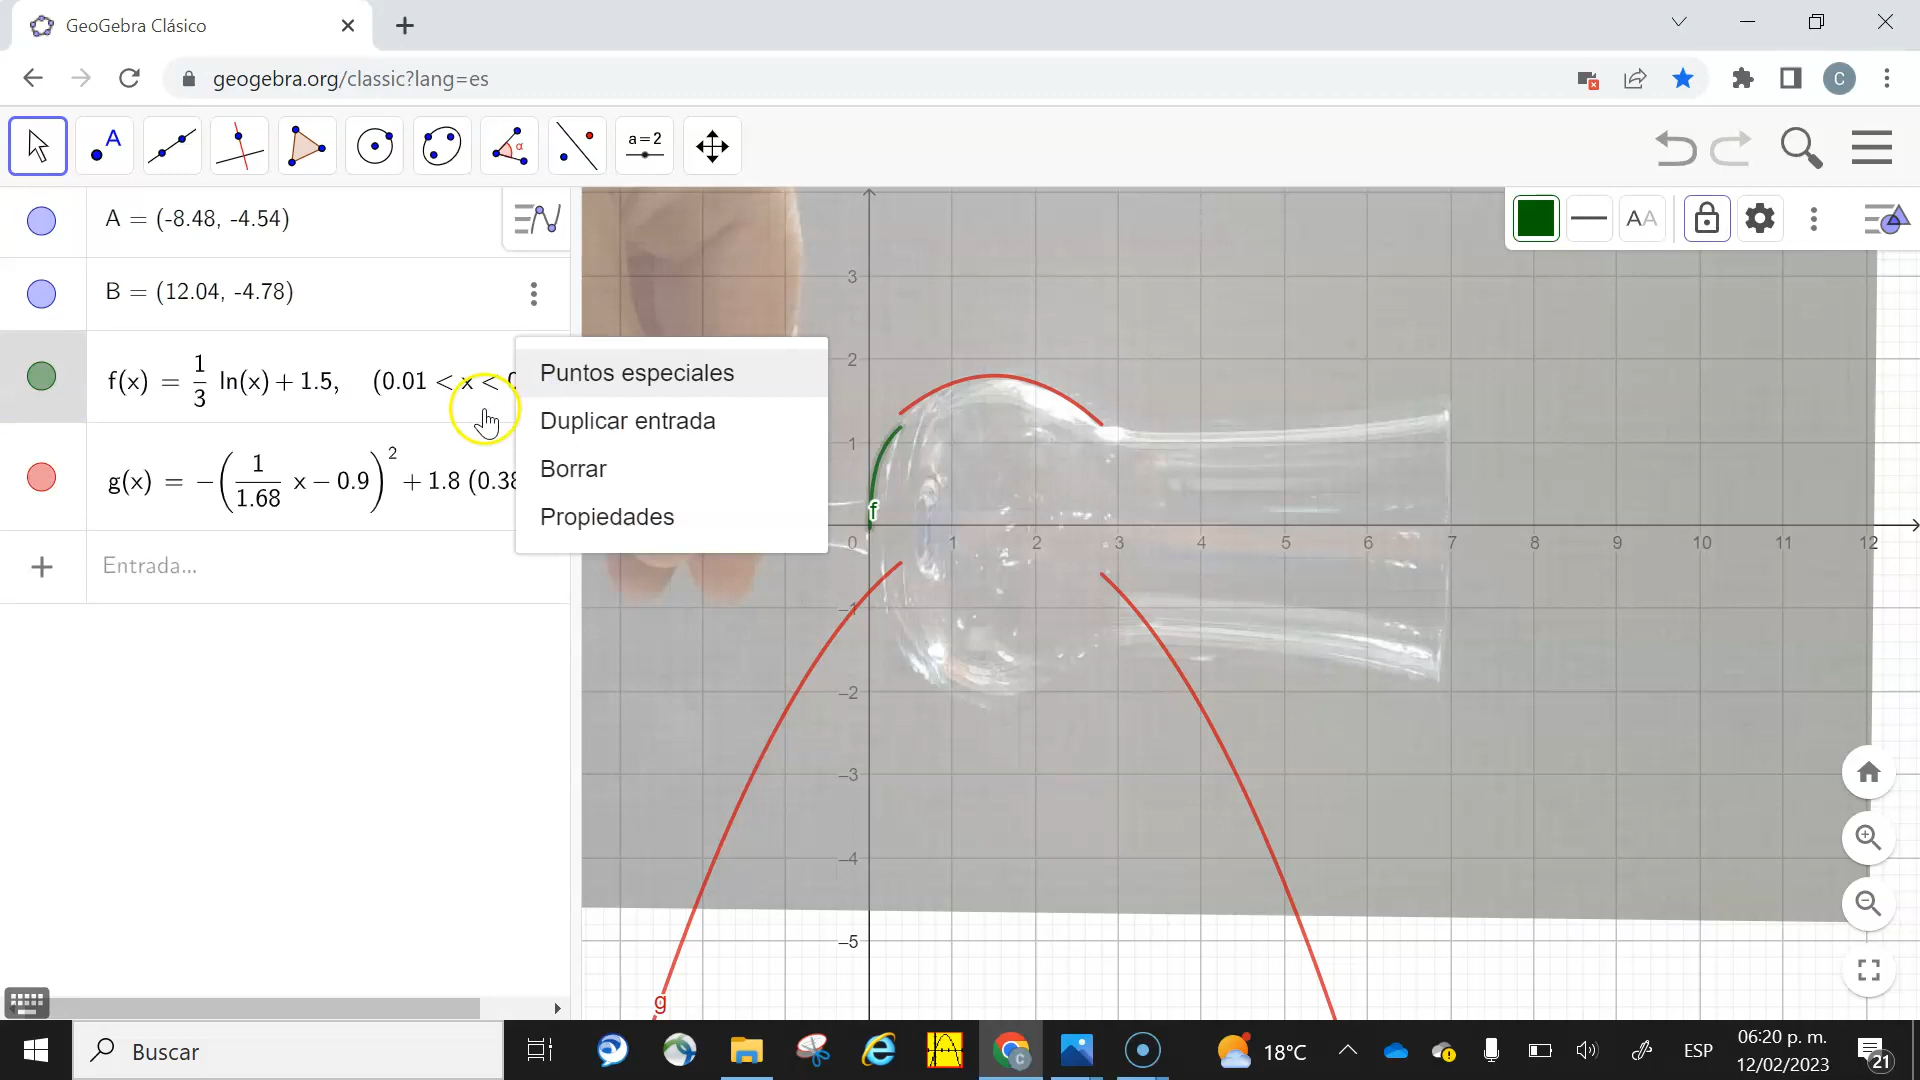 GeoGebra Clásico
geogebra.org/classic?lang=es
C
A
α
a=2
A = (-8.48, -4.54)
B = (12.04, -4.78)
f(x) = 1/3 ln(x) + 1.5, (0.01 < x < 0
g(x) = -(1/1.68 x - 0.9)^2 + 1.8 (0.38
Entrada...
Puntos especiales
Duplicar entrada
Borrar
Propiedades
AA
3
2
1
f
0 1 2 3 4 5 6 7 8 9 10 11 12
-1
-2
-3
-4
-5
g
Buscar
C
18°C
ESP
06:20 p. m.
12/02/2023
21